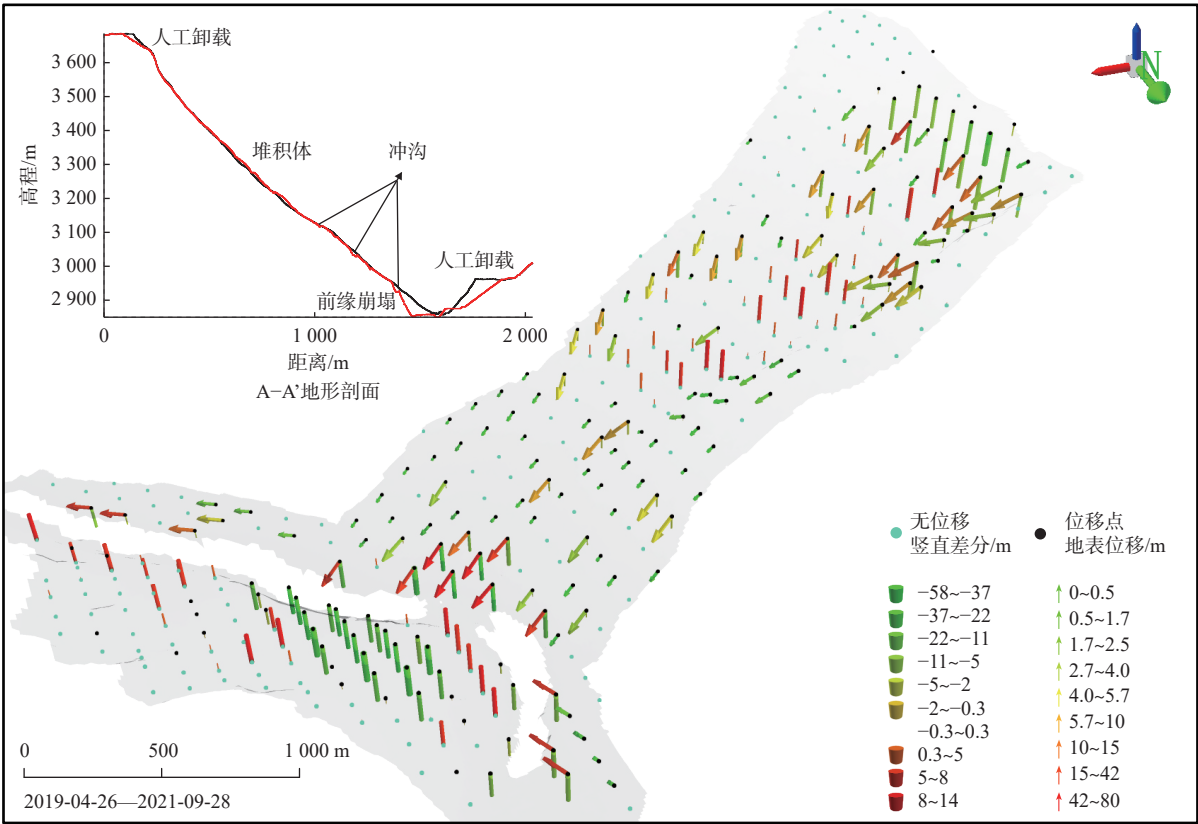 人工卸载
3 600
3 500
3 400
3 300
3 200
3 100
3 000
2 900
高程/m
堆积体
冲沟
人工卸载
前缘崩塌
0
1 000
2 000
距离/m
A−A’地形剖面
N
无位移
竖直差分/m
−58~−37
−37~−22
−22~−11
−11~−5
−5~−2
−2~−0.3
−0.3~0.3
0.3~5
5~8
8~14
位移点
地表位移/m
0~0.5
0.5~1.7
1.7~2.5
2.7~4.0
4.0~5.7
5.7~10
10~15
15~42
42~80
0 500 1 000 m
2019-04-26—2021-09-28